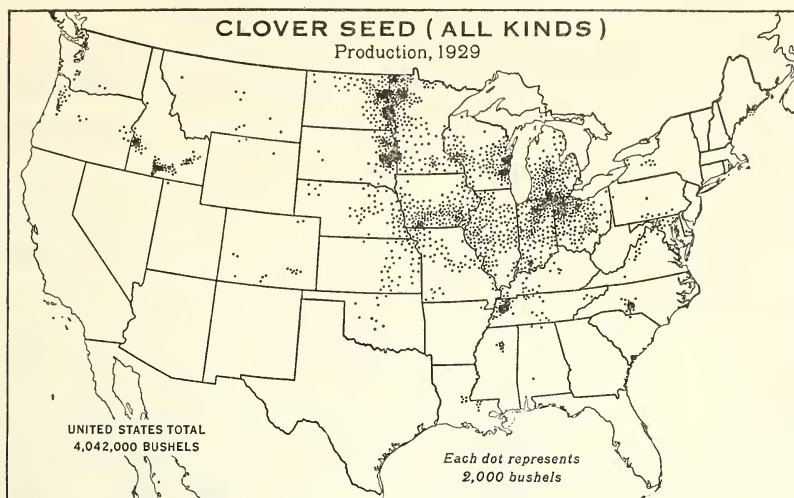 CLOVER SEED (ALL KINDS)
Production, 1929
UNITED STATES TOTAL
4,042,000 BUSHELS
Each dot represents
2,000 bushels